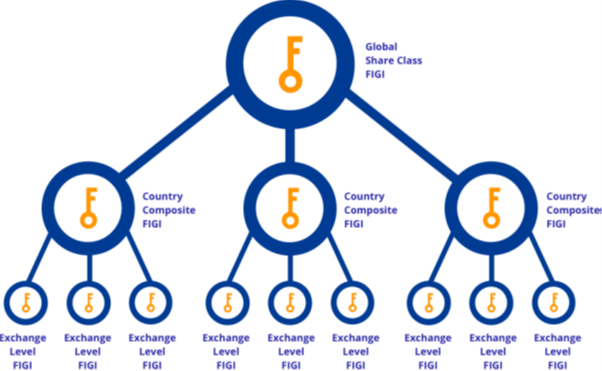 Global
Share Class
FIGI
Country
Composite
FIGI
Country
Composite
FIGI
Country
Composites
FIGI
Exchange
Level
FIGI
Exchange
Level
FIGI
Exchange
Level
FIGI
Exchange
Level
FIGI
Exchange
Level
FIGI
Exchange
Level
FIGI
Exchange
Level
FIGI
Exchange
Level
FIGI
Exchange
Level
FIGI